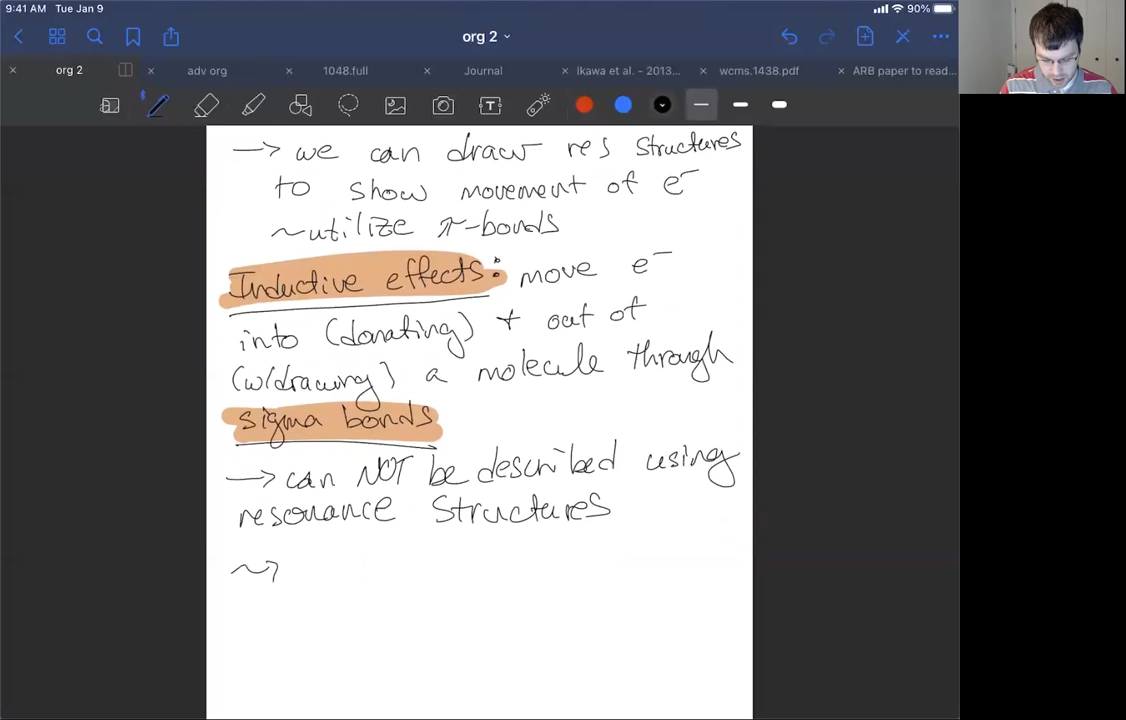 9:41 AM Tue Jan 9
90%
org 2
org 2
adv org
1048.full
Journal
Ikawa et al. - 2013...
wcms.1438.pdf
ARB paper to read...
→ we can draw res structures
to show movement of e⁻
~utilize π-bonds
Inductive effects: move e⁻
into (donating) + out of
(w/drawing) a molecule through
sigma bonds
→ can NOT be described using
resonance structures